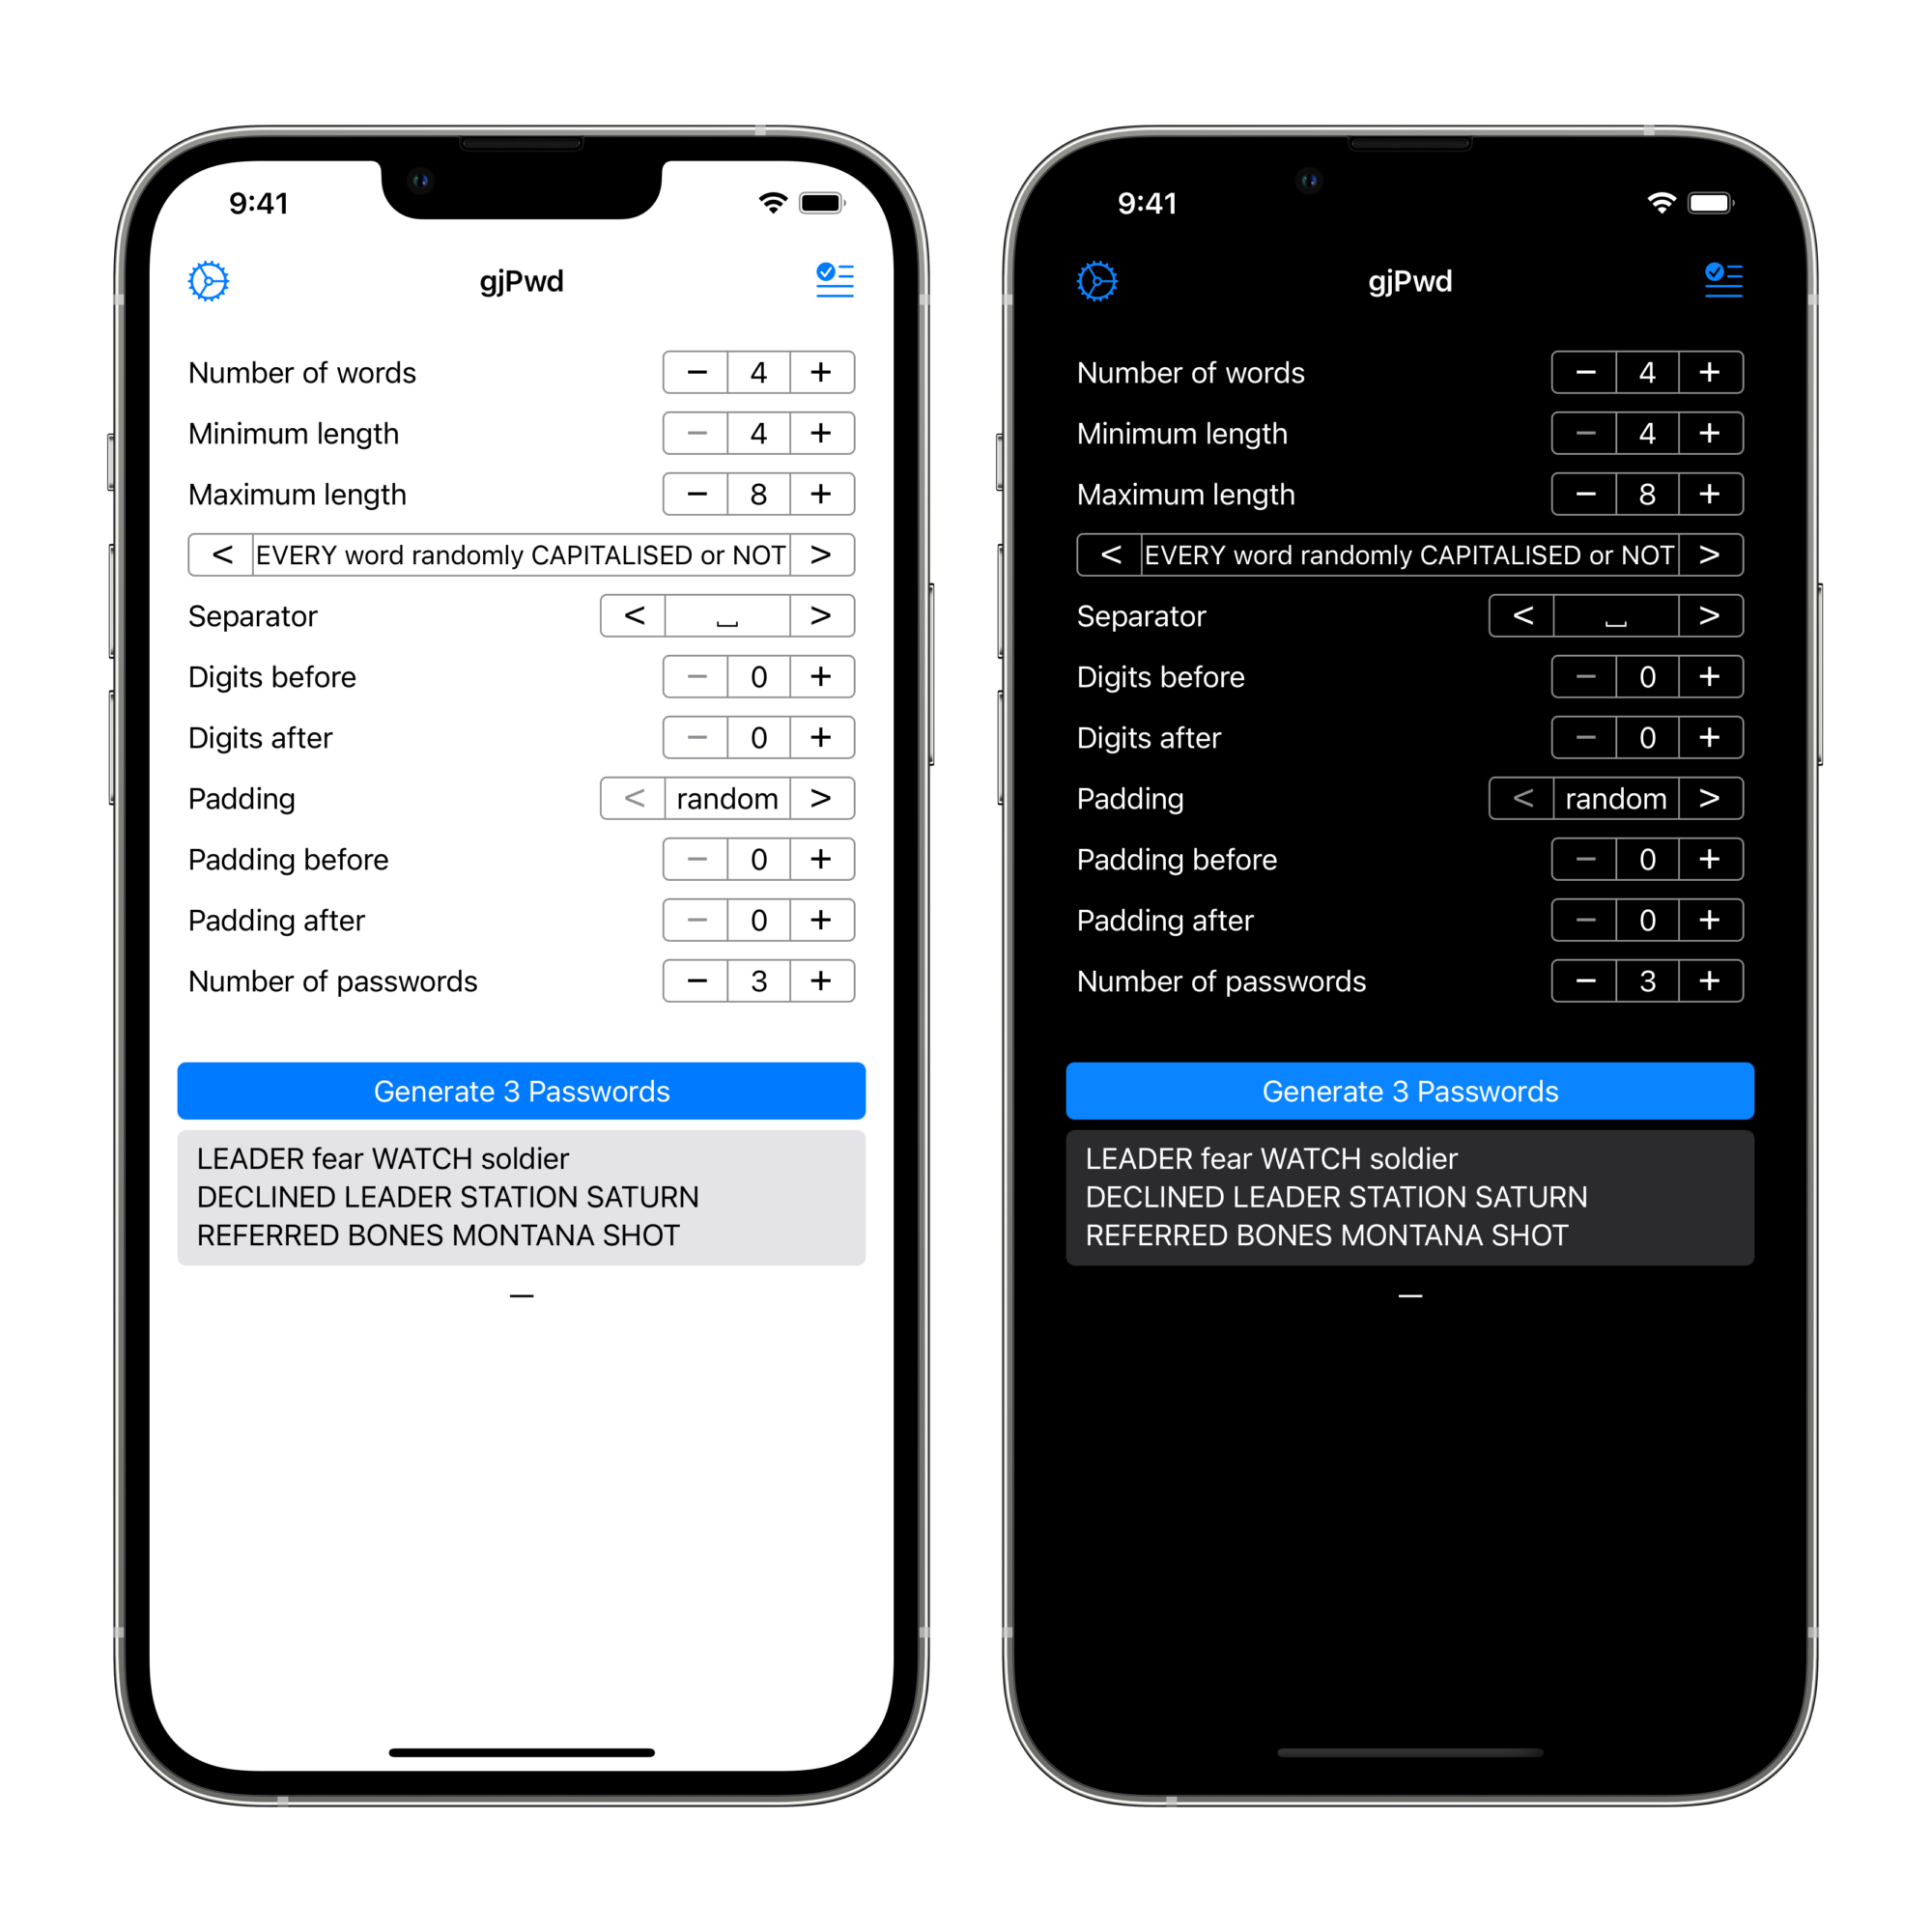 9:41
gjPwd
Number of words − 4 +
Minimum length − 4 +
Maximum length − 8 +
< EVERY word randomly CAPITALISED or NOT >
Separator < ⎵ >
Digits before − 0 +
Digits after − 0 +
Padding < random >
Padding before − 0 +
Padding after − 0 +
Number of passwords − 3 +
Generate 3 Passwords
LEADER fear WATCH soldier
DECLINED LEADER STATION SATURN
REFERRED BONES MONTANA SHOT
—
9:41
gjPwd
Number of words − 4 +
Minimum length − 4 +
Maximum length − 8 +
< EVERY word randomly CAPITALISED or NOT >
Separator < ⎵ >
Digits before − 0 +
Digits after − 0 +
Padding < random >
Padding before − 0 +
Padding after − 0 +
Number of passwords − 3 +
Generate 3 Passwords
LEADER fear WATCH soldier
DECLINED LEADER STATION SATURN
REFERRED BONES MONTANA SHOT
—